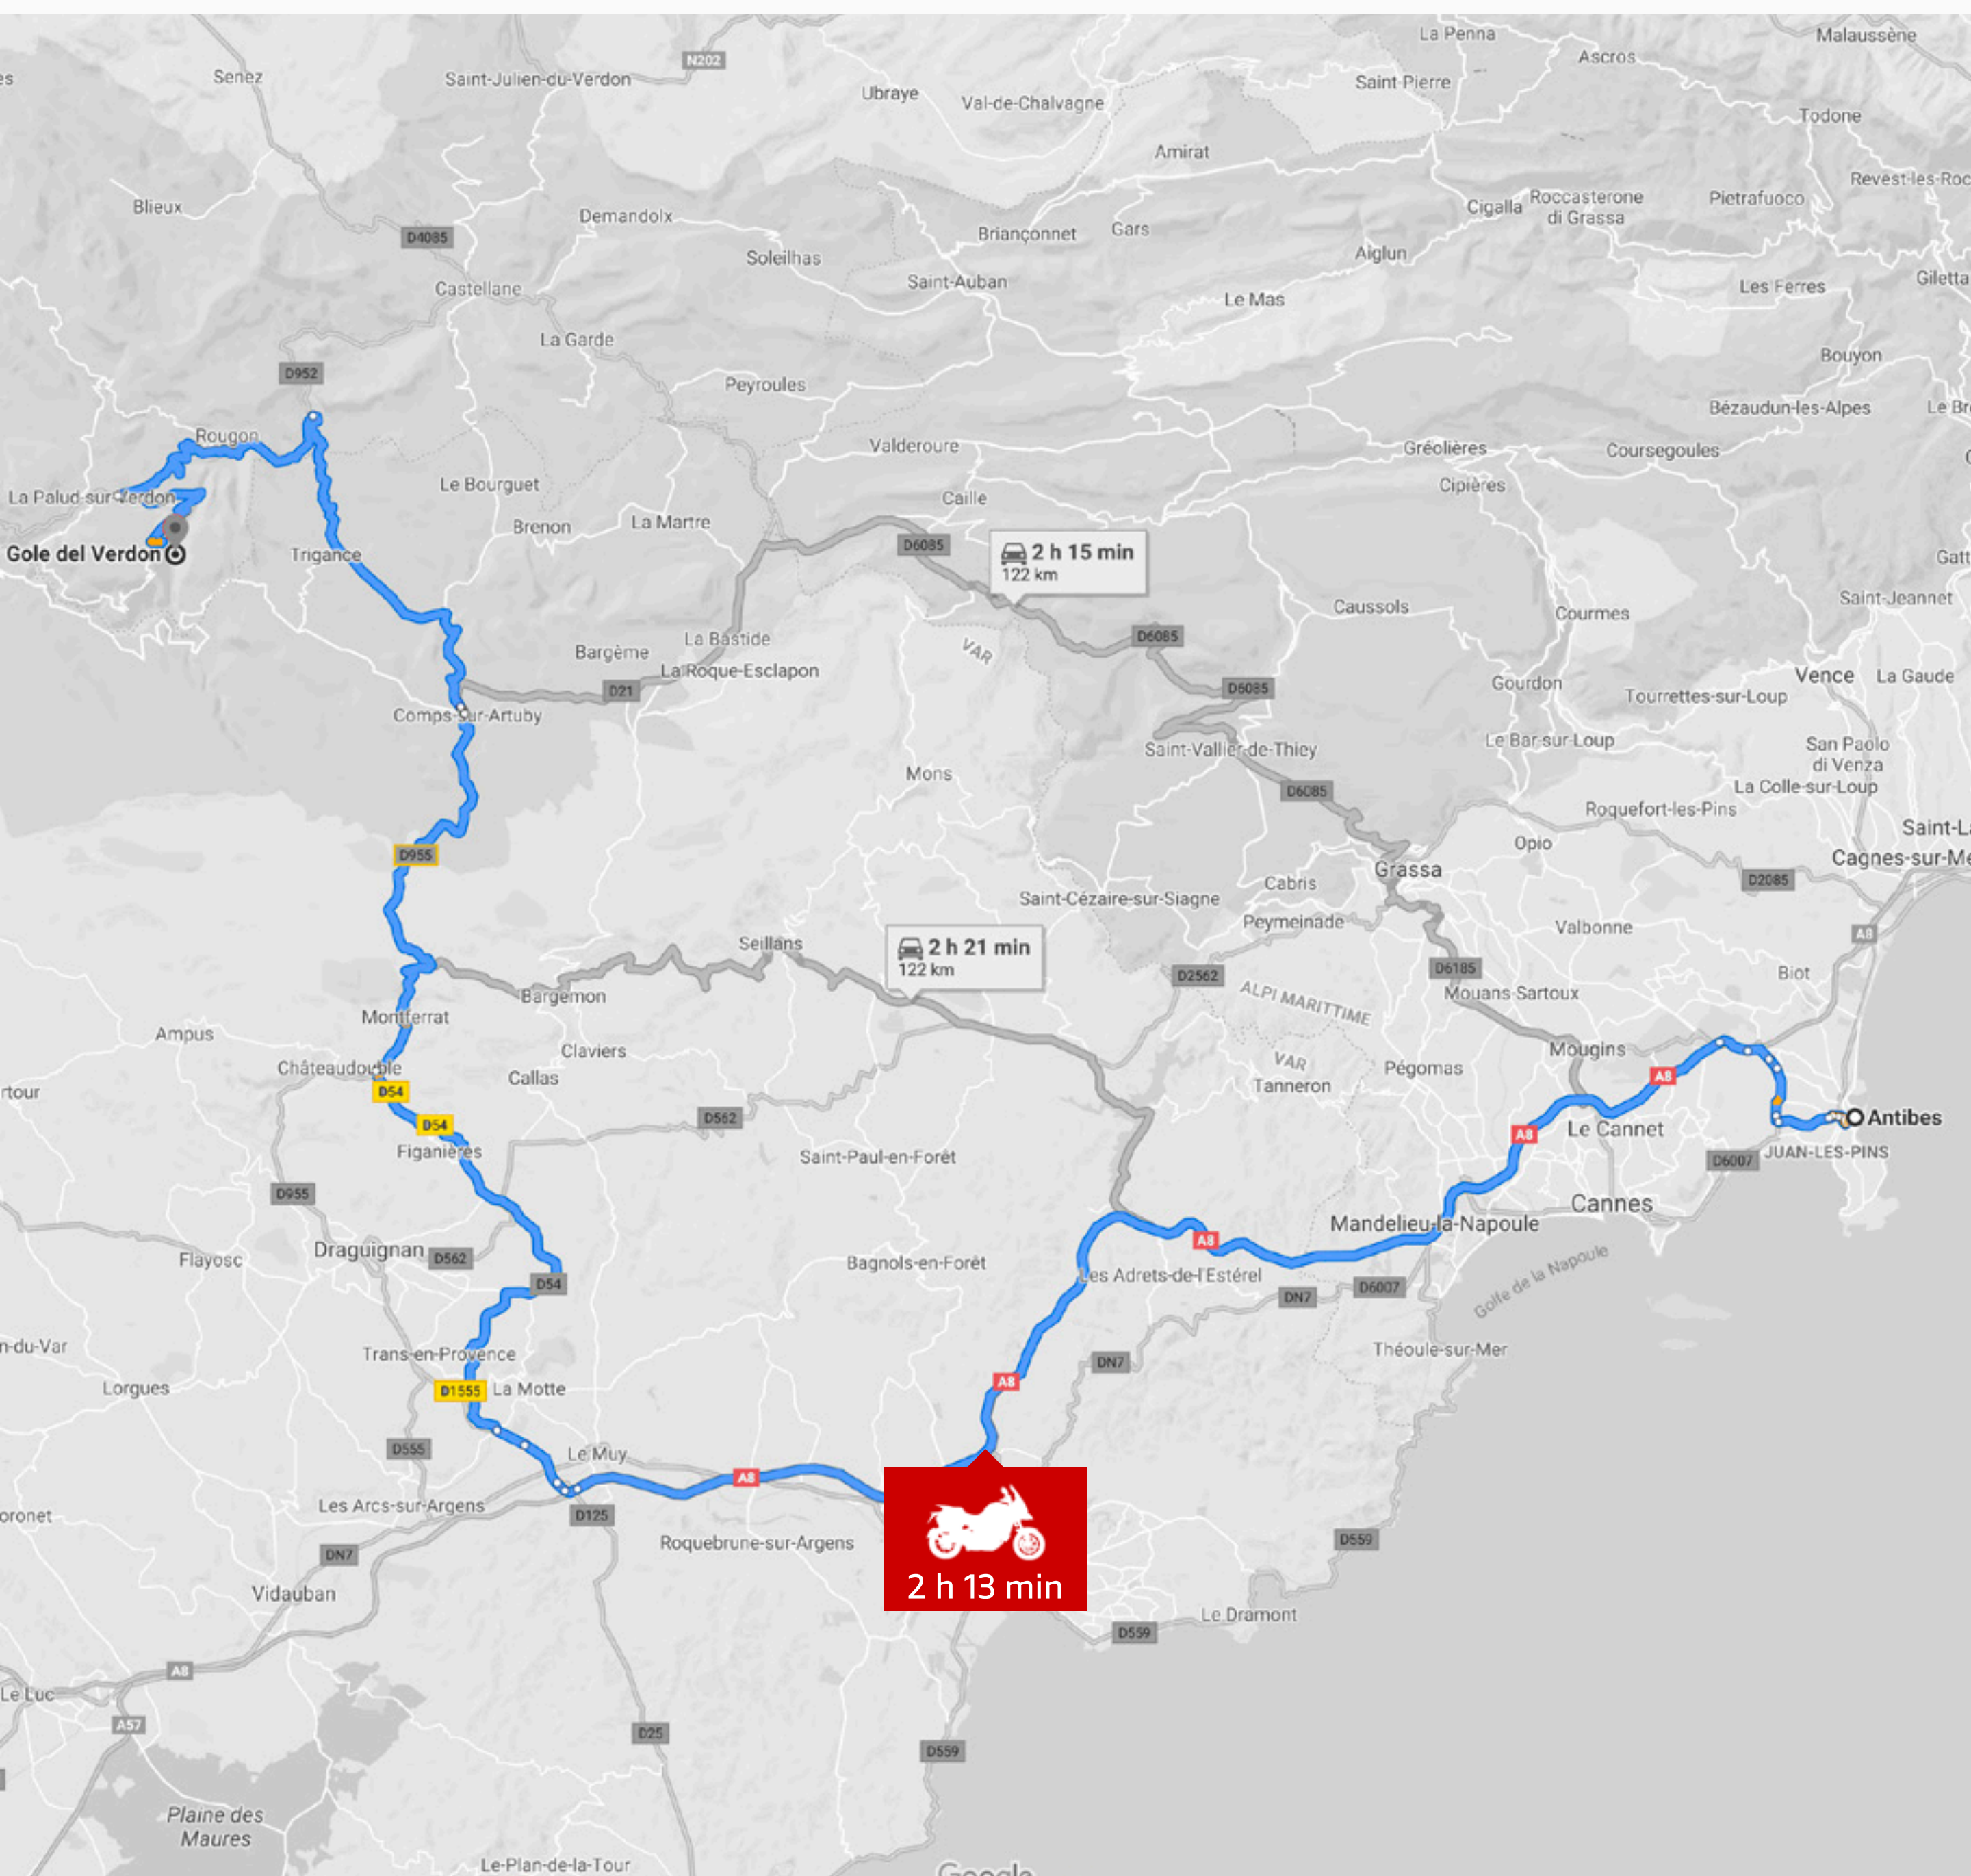 La Penna
Malaussène
Ascros
N202
Senez
Saint-Julien-du-Verdon
Saint Pierre
Ubraye
Val-de-Chalvagne
Todone
Amirat
Revest-les-Roc
Blieux
Roccasterone
di Grassa
Cigalla
Pietrafuoco
Demandolx
Briançonnet
Gars
D4085
Aiglun
Soleilhas
Saint-Auban
Giletta
Castellane
Les Ferres
Le Mas
La Garde
Bouyon
D952
Peyroules
Bézaudun-les-Alpes
Le Br
Rougon
Valderoure
Gréolières
Coursegoules
Le Bourguet
Cipières
La Palud-sur-Verdon
Caille
Brenon
La Martre
D6085
2 h 15 min
122 km
Gole del Verdon
Trigance
Gatt
Saint-Jeannet
Caussols
Courmes
D6085
La Bastide
Bargème
VAR
La Roque-Esclapon
Vence
La Gaude
D21
D6085
Gourdon
Tourrettes-sur-Loup
Comps-sur-Artuby
Le Bar-sur-Loup
San Paolo
di Venza
Saint-Vallier-de-Thiey
Mons
D6085
La Colle-sur-Loup
Roquefort-les-Pins
Saint-La
Opio
D955
Cagnes-sur-Me
Grassa
Cabris
D2085
Saint-Cézaire-sur-Siagne
Peymeinade
Valbonne
A8
Seillans
2 h 21 min
122 km
D6185
Biot
D2562
Bargemon
Mouans-Sartoux
ALPI MARITTIME
Montferrat
Ampus
Claviers
Mougins
Châteaudouble
VAR
Pégomas
Callas
A8
Tanneron
rtour
D54
D562
Antibes
D54
A8
Le Cannet
Figanières
JUAN-LES-PINS
Saint-Paul-en-Forêt
D6007
D955
Cannes
Mandelieu-la-Napoule
A8
Draguignan
D562
Flayosc
Bagnols-en-Forêt
Les Adrets-de-l'Estérel
Golfe de la Napoule
D54
D6007
DN7
n-du-Var
Trans-en-Provence
Théoule-sur-Mer
DN7
Lorgues
D1555
La Motte
A8
D555
Le Muy
A8
Les Arcs-sur-Argens
oronet
D125
Roquebrune-sur-Argens
D559
DN7
2 h 13 min
Vidauban
Le Dramont
D559
A8
Le Luc
A57
D25
D559
Plaine des
Maures
Le-Plan-de-la-Tour
Google